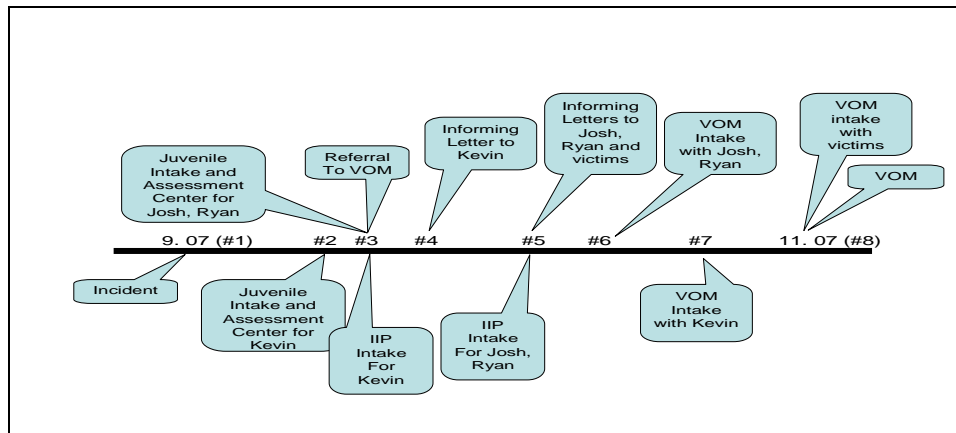 Juvenile
Intake and
Assessment
Center for
Josh, Ryan
Referral
To VOM
Informing
Letter to
Kevin
Informing
Letters to
Josh,
Ryan and
victims
VOM
Intake
with Josh,
Ryan
VOM
intake
with
victims
VOM
9. 07 (#1) #2 #3 #4 #5 #6 #7 11. 07 (#8)
Incident
Juvenile
Intake and
Assessment
Center for
Kevin
IIP
Intake
For
Kevin
IIP
Intake
For Josh,
Ryan
VOM
Intake
with Kevin